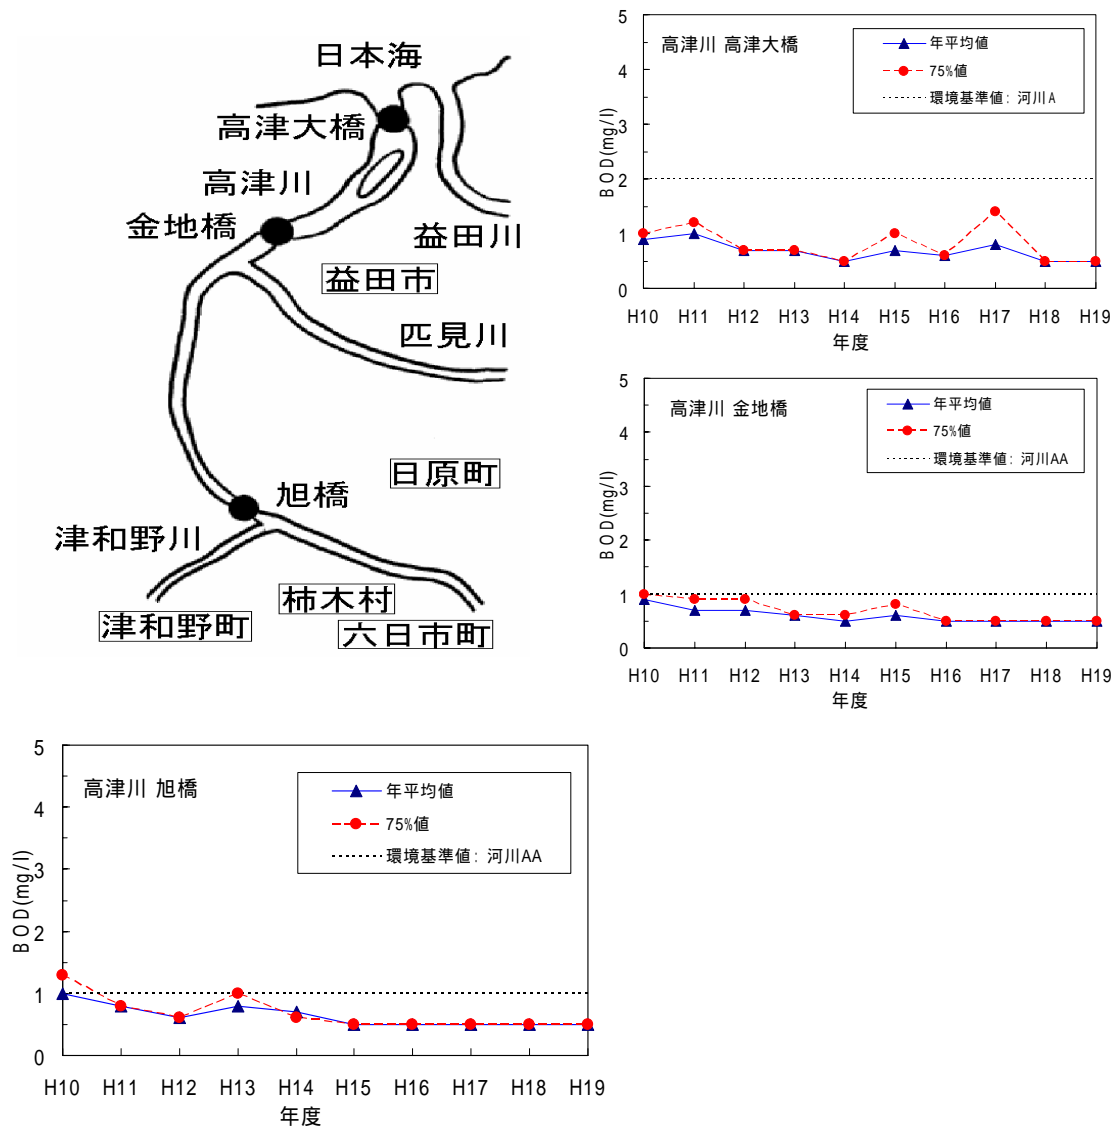 日本海
高津大橋
高津川
金地橋
益田川
益田市
匹見川
日原町
旭橋
津和野川
柿木村
津和野町
六日市町
高津川 高津大橋
年平均値
75%値
環境基準値: 河川A
BOD(mg/l)
5
4
3
2
1
0
H10 H11 H12 H13 H14 H15 H16 H17 H18 H19
年度
高津川 金地橋
年平均値
75%値
環境基準値: 河川AA
BOD(mg/l)
5
4
3
2
1
0
H10 H11 H12 H13 H14 H15 H16 H17 H18 H19
年度
高津川 旭橋
年平均値
75%値
環境基準値: 河川AA
BOD(mg/l)
5
4
3
2
1
0
H10 H11 H12 H13 H14 H15 H16 H17 H18 H19
年度